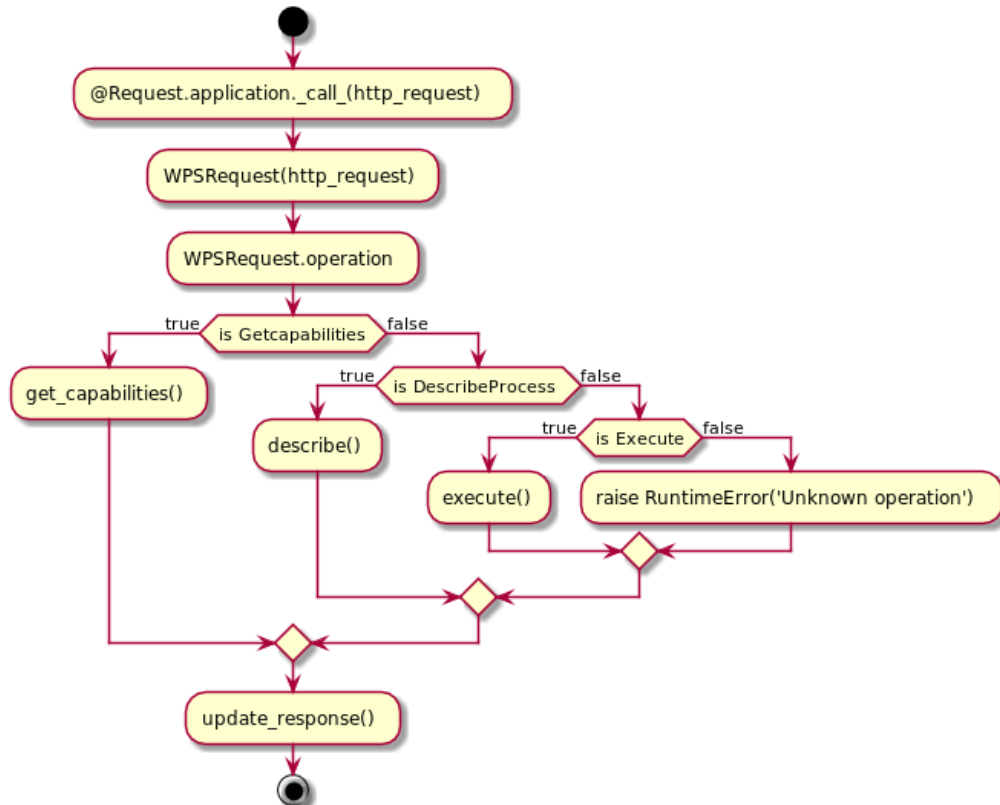 @Request.application._call_(http_request)
WPSRequest(http_request)
WPSRequest.operation
true
is Getcapabilities
false
get_capabilities()
true
is DescribeProcess
false
describe()
true
is Execute
false
execute()
raise RuntimeError('Unknown operation')
update_response()